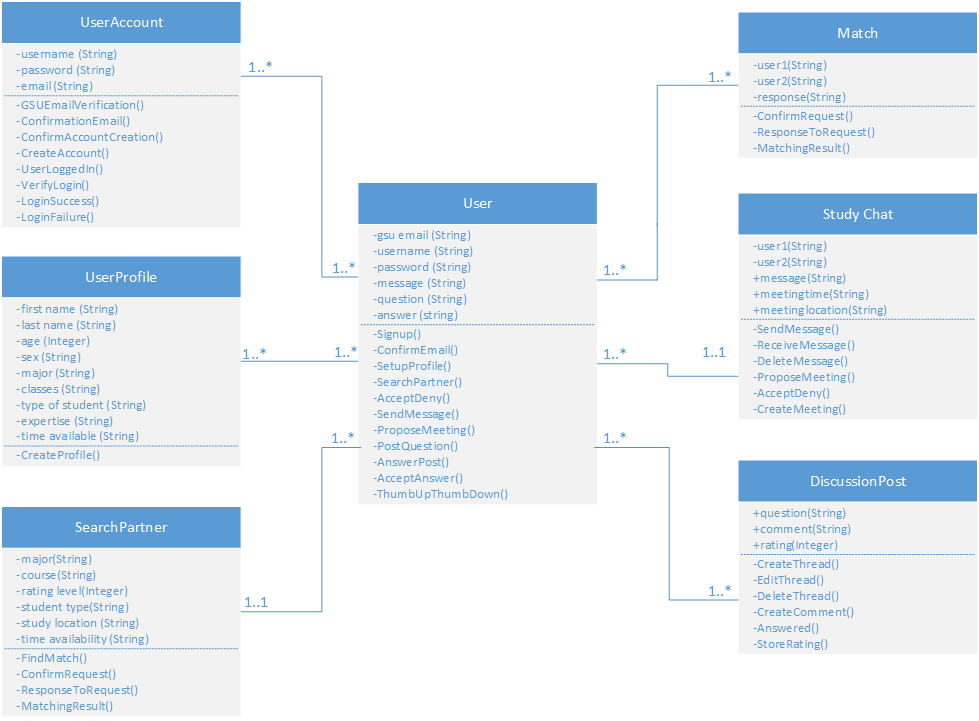 UserAccount
-username (String)
-password (String)
-email (String)
-GSUEmailVerification()
-ConfirmationEmail()
-ConfirmAccountCreation()
-CreateAccount()
-UserLoggedIn()
-VerifyLogin()
-LoginSuccess()
-LoginFailure()
1..*
1..*
UserProfile
-first name (String)
-last name (String)
-age (Integer)
-sex (String)
-major (String)
-classes (String)
-type of student (String)
-expertise (String)
-time available (String)
-CreateProfile()
1..*
1..*
SearchPartner
-major(String)
-course(String)
-rating level(Integer)
-student type(String)
-study location (String)
-time availability (String)
-FindMatch()
-ConfirmRequest()
-ResponseToRequest()
-MatchingResult()
1..1
1..*
User
-gsu email (String)
-username (String)
-password (String)
-message (String)
-question (String)
-answer (string)
-Signup()
-ConfirmEmail()
-SetupProfile()
-SearchPartner()
-AcceptDeny()
-SendMessage()
-ProposeMeeting()
-PostQuestion()
-AnswerPost()
-AcceptAnswer()
-ThumbUpThumbDown()
1..*
1..*
Match
-user1(String)
-user2(String)
-response(String)
-ConfirmRequest()
-ResponseToRequest()
-MatchingResult()
1..*
1..1
Study Chat
-user1(String)
-user2(String)
+message(String)
+meetingtime(String)
+meetinglocation(String)
-SendMessage()
-ReceiveMessage()
-DeleteMessage()
-ProposeMeeting()
-AcceptDeny()
-CreateMeeting()
1..*
1..*
DiscussionPost
+question(String)
+comment(String)
+rating(Integer)
-CreateThread()
-EditThread()
-DeleteThread()
-CreateComment()
-Answered()
-StoreRating()